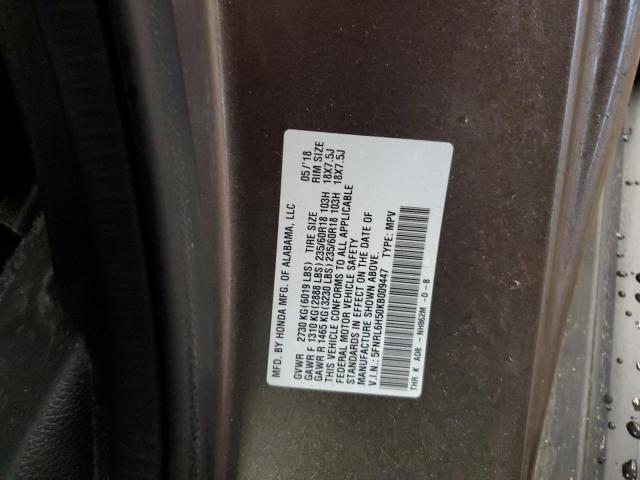 MFD. BY HONDA MFG. OF ALABAMA, LLC 05/'18
GVWR 2730 KG(6019 LBS) TIRE SIZE RIM SIZE
GAWR F 1310 KG(2888 LBS)235/60R18 103H 18X7.5J
GAWR R 1465 KG(3230 LBS)235/60R18 103H 18X7.5J
THIS VEHICLE CONFORMS TO ALL APPLICABLE
FEDERAL MOTOR VEHICLE SAFETY
STANDARDS IN EFFECT ON THE DATE OF
MANUFACTURE SHOWN ABOVE.
V.I.N.:5FNRL6H50KB009447 TYPE: MPV
THR K A08 -NH862M -D-B